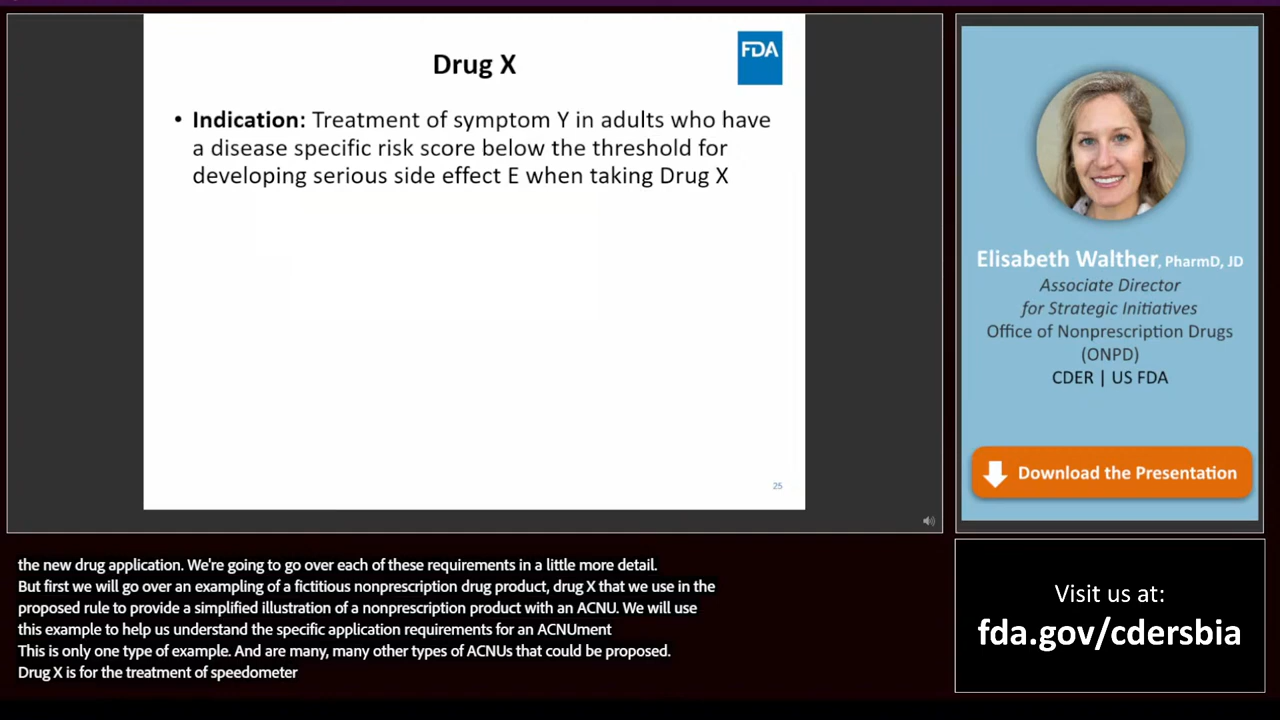 FDA
Drug X
• Indication: Treatment of symptom Y in adults who have
a disease specific risk score below the threshold for
developing serious side effect E when taking Drug X
25
Elisabeth Walther, PharmD, JD
Associate Director
for Strategic Initiatives
Office of Nonprescription Drugs
(ONPD)
CDER | US FDA
Download the Presentation
the new drug application. We're going to go over each of these requirements in a little more detail.
But first we will go over an exampling of a fictitious nonprescription drug product, drug X that we use in the
proposed rule to provide a simplified illustration of a nonprescription product with an ACNU. We will use
this example to help us understand the specific application requirements for an ACNUment
This is only one type of example. And are many, many other types of ACNUs that could be proposed.
Drug X is for the treatment of speedometer
Visit us at:
fda.gov/cdersbia